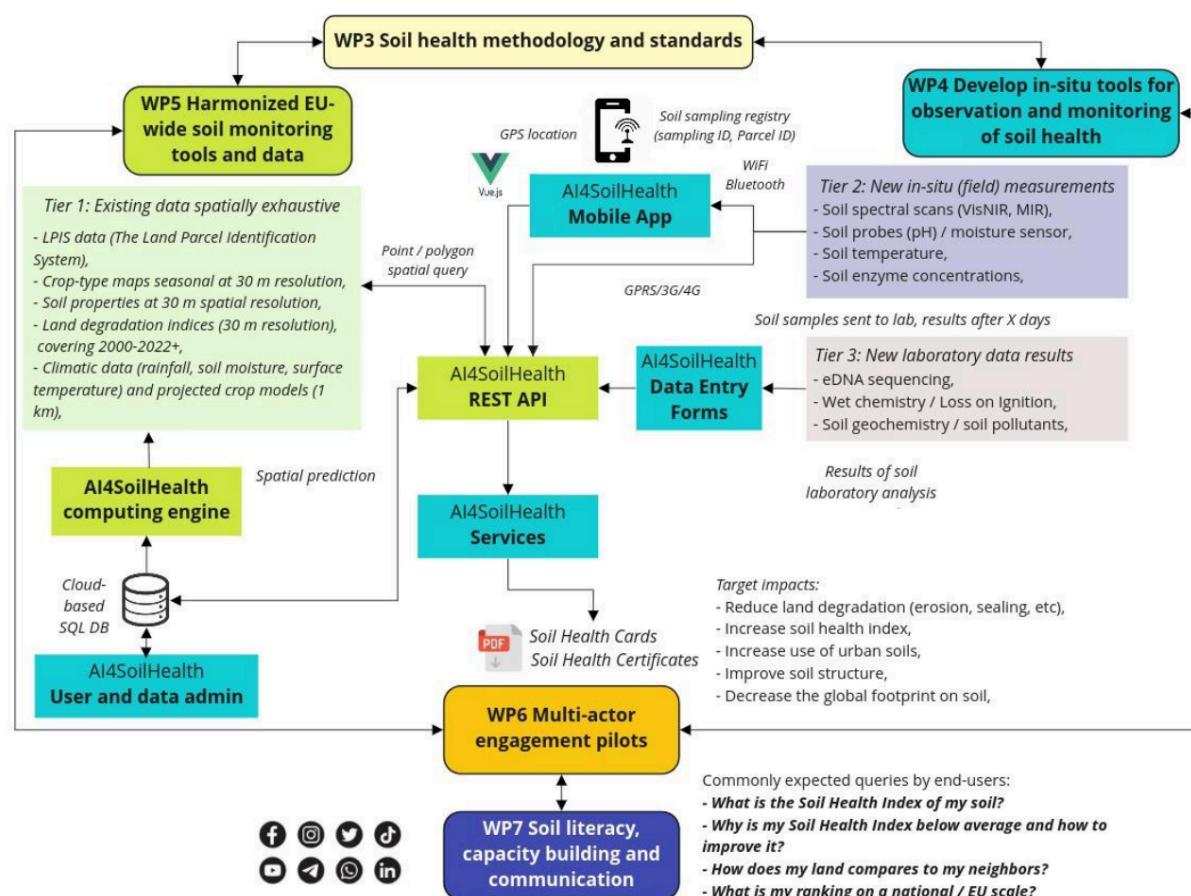 WP3 Soil health methodology and standards
WP5 Harmonized EU-
wide soil monitoring
tools and data
WP4 Develop in-situ tools for
observation and monitoring
of soil health
GPS location
Soil sampling registry
(sampling ID, Parcel ID)
Vue.js
WiFi
Bluetooth
AI4SoilHealth
Mobile App
Tier 1: Existing data spatially exhaustive
- LPIS data (The Land Parcel Identification
System),
- Crop-type maps seasonal at 30 m resolution,
- Soil properties at 30 m spatial resolution,
- Land degradation indices (30 m resolution),
covering 2000-2022+,
- Climatic data (rainfall, soil moisture, surface
temperature) and projected crop models (1
km),
Point / polygon
spatial query
Tier 2: New in-situ (field) measurements
- Soil spectral scans (VisNIR, MIR),
- Soil probes (pH) / moisture sensor,
- Soil temperature,
- Soil enzyme concentrations,
GPRS/3G/4G
Soil samples sent to lab, results after X days
AI4SoilHealth
REST API
AI4SoilHealth
Data Entry
Forms
Tier 3: New laboratory data results
- eDNA sequencing,
- Wet chemistry / Loss on Ignition,
- Soil geochemistry / soil pollutants,
Results of soil
laboratory analysis
AI4SoilHealth
computing engine
Spatial prediction
AI4SoilHealth
Services
Cloud-
based
SQL DB
AI4SoilHealth
User and data admin
PDF
Soil Health Cards
Soil Health Certificates
Target impacts:
- Reduce land degradation (erosion, sealing, etc),
- Increase soil health index,
- Increase use of urban soils,
- Improve soil structure,
- Decrease the global footprint on soil,
WP6 Multi-actor
engagement pilots
WP7 Soil literacy,
capacity building and
communication
Commonly expected queries by end-users:
- What is the Soil Health Index of my soil?
- Why is my Soil Health Index below average and how to
improve it?
- How does my land compares to my neighbors?
- What is my ranking on a national / EU scale?